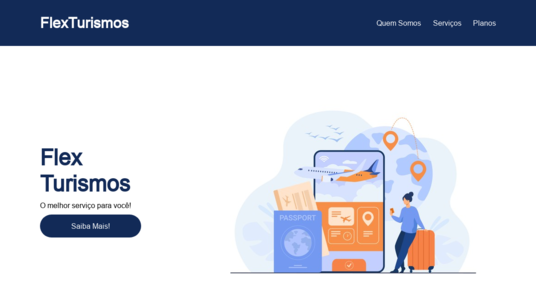 FlexTurismos
Quem Somos Serviços Planos
Flex
Turismos
O melhor serviço para você!
Saiba Mais!
PASSPORT